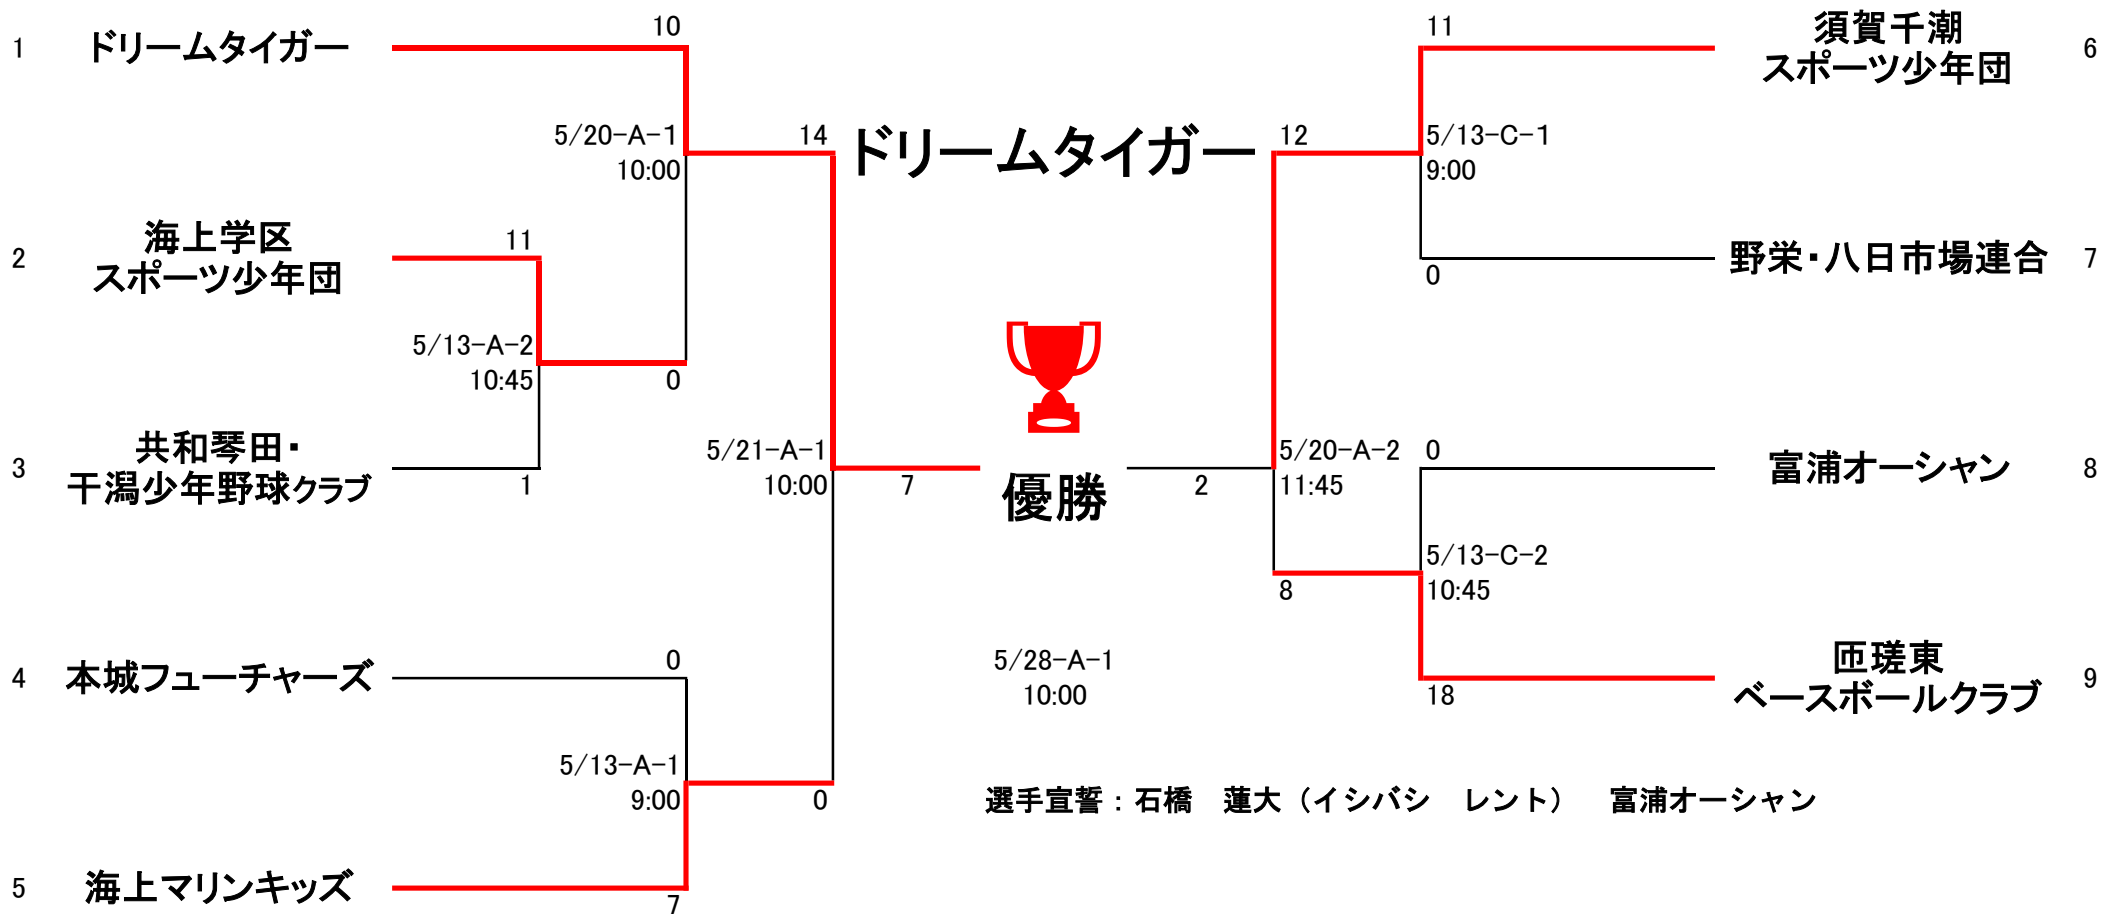 10
11
1
ドリームタイガー
須賀千潮
スポーツ少年団
6
5/20-A-1
10:00
14
ドリームタイガー
12
5/13-C-1
9:00
2
海上学区
スポーツ少年団
11
野栄・八日市場連合
7
0
5/13-A-2
10:45
0
3
共和琴田・
干潟少年野球クラブ
1
5/21-A-1
10:00
7
優勝
2
5/20-A-2
11:45
0
富浦オーシャン
8
5/13-C-2
10:45
8
4
本城フューチャーズ
0
5/28-A-1
10:00
18
匝瑳東
ベースボールクラブ
9
5/13-A-1
9:00
0
選手宣誓：石橋　蓮大（イシバシ　レント）　富浦オーシャン
5
海上マリンキッズ
7